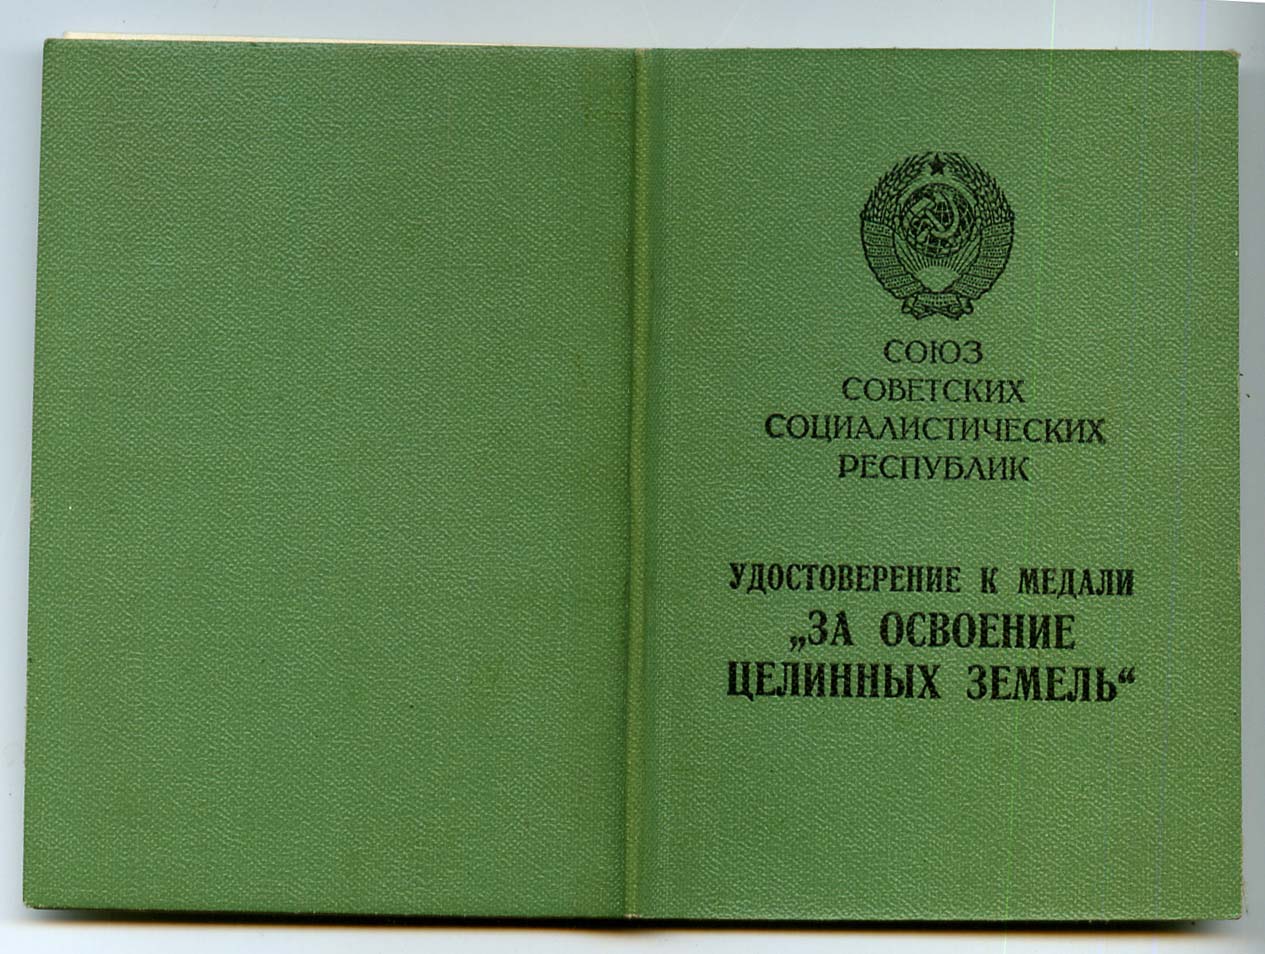 СОЮЗ
СОВЕТСКИХ
СОЦИАЛИСТИЧЕСКИХ
РЕСПУБЛИК
УДОСТОВЕРЕНИЕ К МЕДАЛИ
„ЗА ОСВОЕНИЕ
ЦЕЛИННЫХ ЗЕМЕЛЬ“